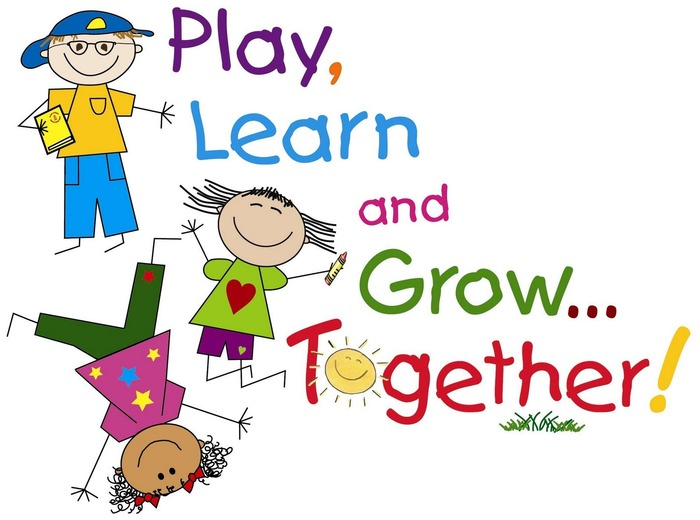 Play,
Learn
and
Grow...
Together!